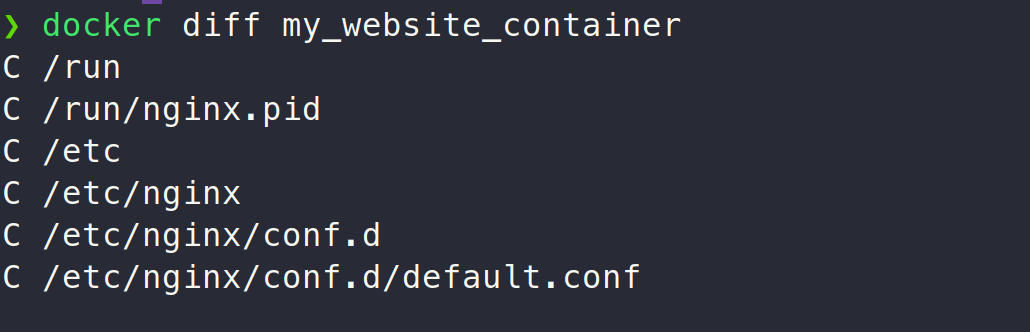 ❯ docker diff my_website_container
C /run
C /run/nginx.pid
C /etc
C /etc/nginx
C /etc/nginx/conf.d
C /etc/nginx/conf.d/default.conf